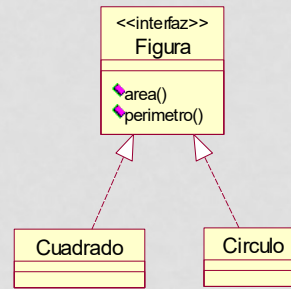 <<interfaz>>
Figura
area()
perimetro()
Cuadrado
Circulo